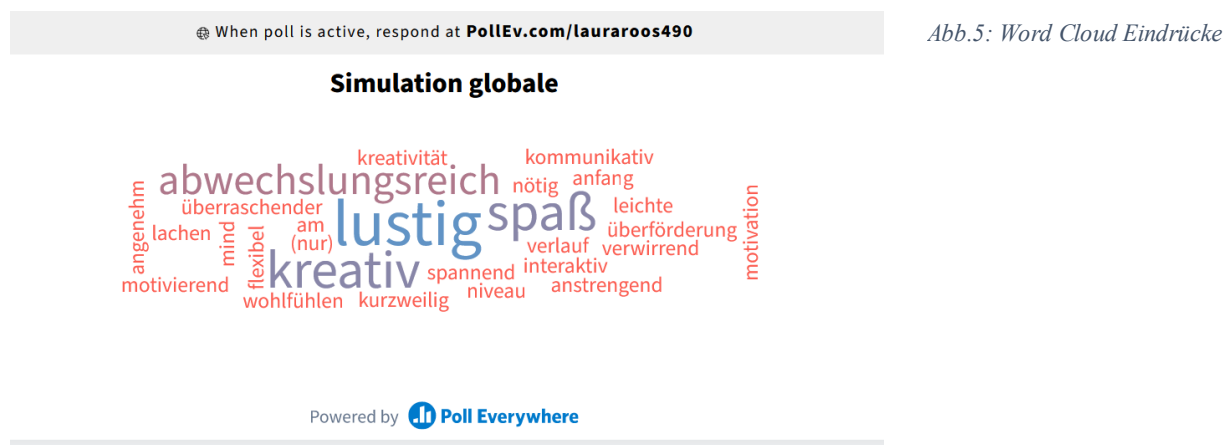 When poll is active, respond at PollEv.com/lauraroos490
Abb.5: Word Cloud Eindrücke
Simulation globale
kreativität
kommunikativ
abwechslungsreich
nötig
anfang
angenehm
überraschender
lustig
spaß
leichte
motivation
lachen
mind
am
(nur)
flexibel
überförderung
verlauf
verwirrend
kreativ
spannend
interaktiv
motivierend
niveau
anstrengend
wohlfühlen
kurzweilig
Powered by Poll Everywhere